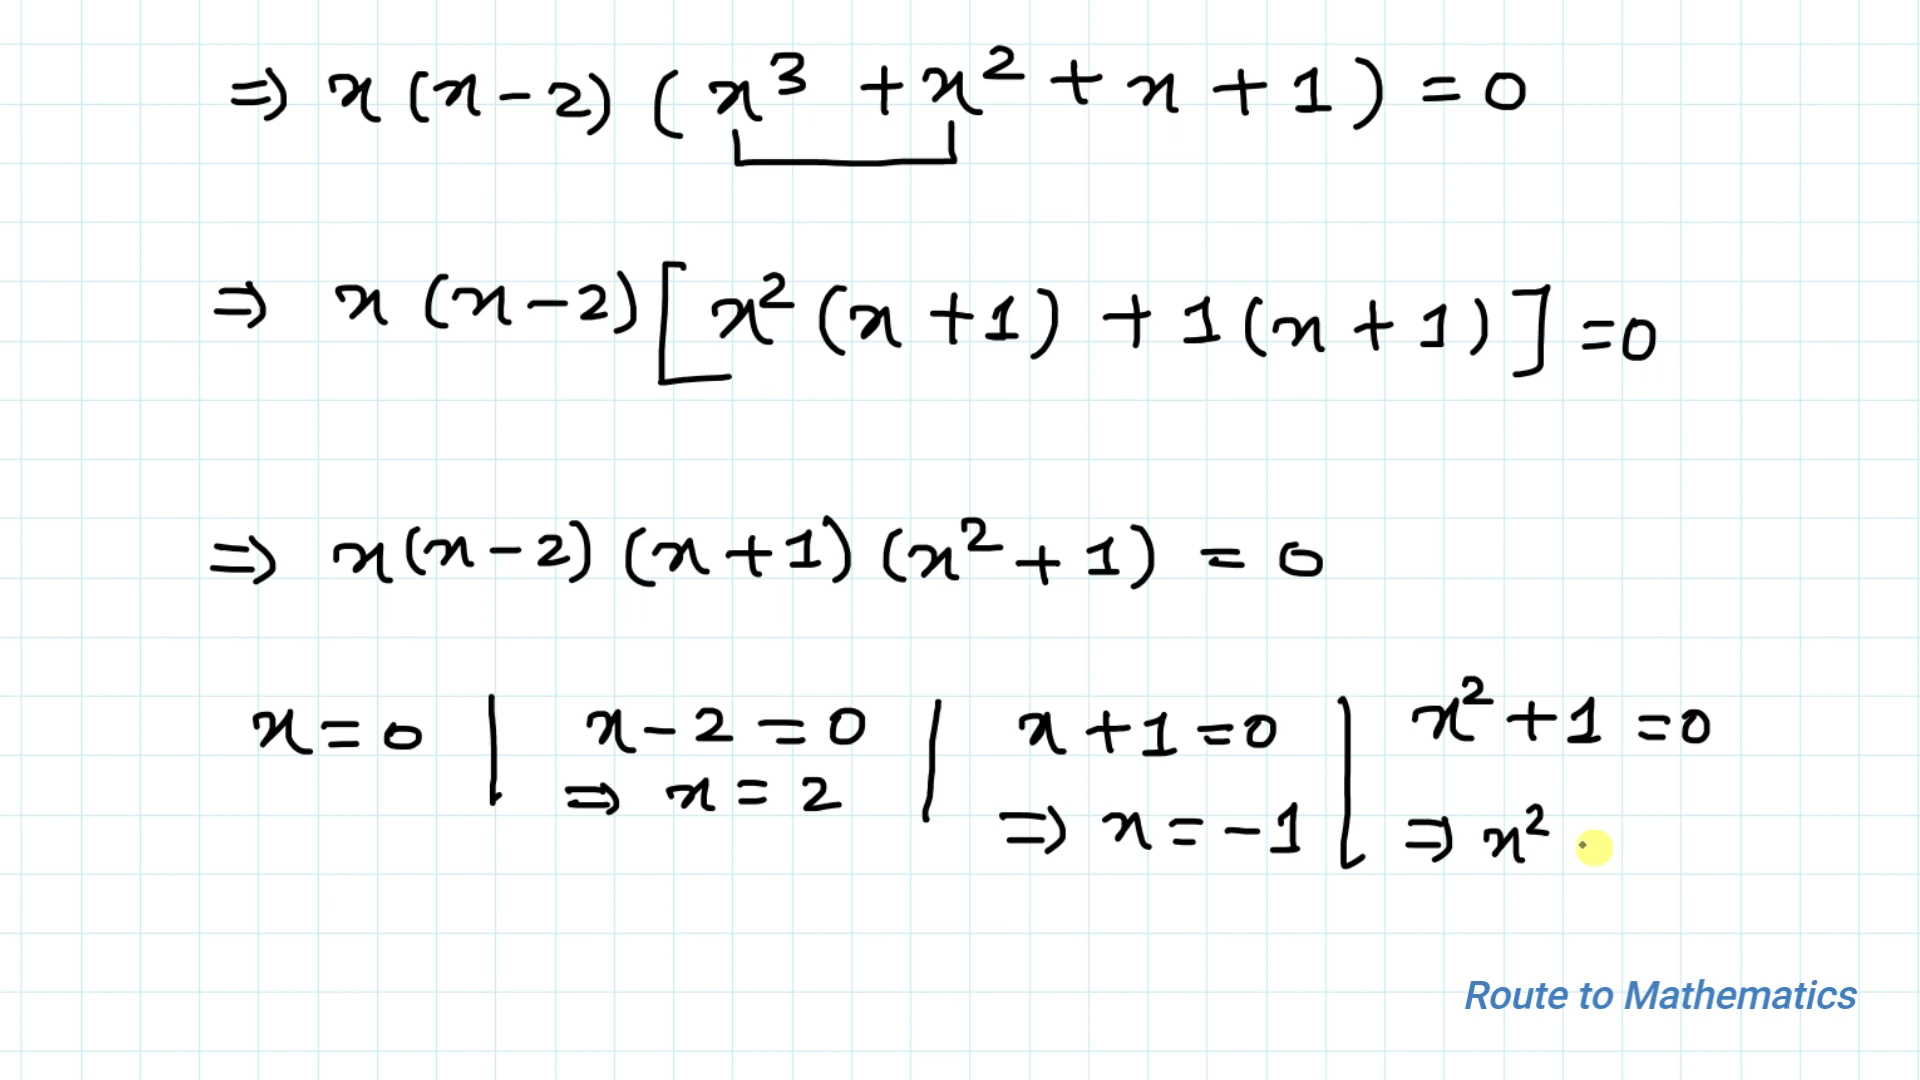 ⇒ x(x-2)(x³+x²+x+1)=0
⇒ x(x-2)[x²(x+1)+1(x+1)]=0
⇒ x(x-2)(x+1)(x²+1)=0
x=0 | x-2=0 | x+1=0 | x²+1=0
⇒ x=2 ⇒ x=-1 ⇒ x²
Route to Mathematics